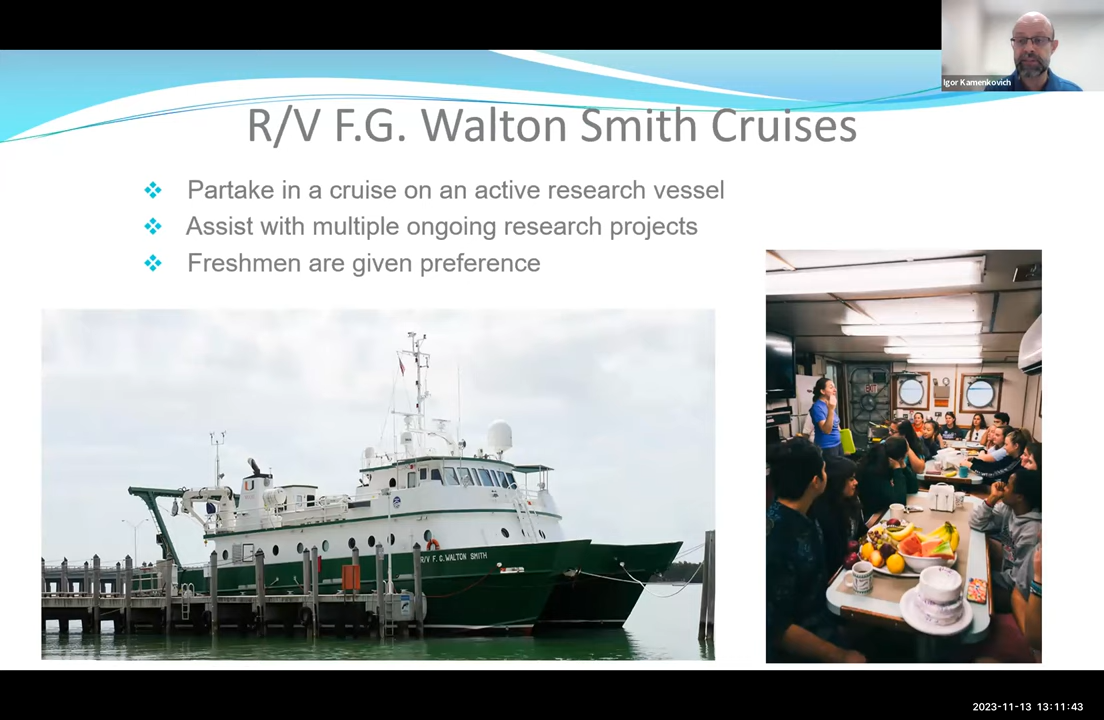 Igor Kamenkovich
R/V F.G. Walton Smith Cruises
Partake in a cruise on an active research vessel
Assist with multiple ongoing research projects
Freshmen are given preference
R/V F.G. WALTON SMITH
EXIT
2023-11-13 13:11:43